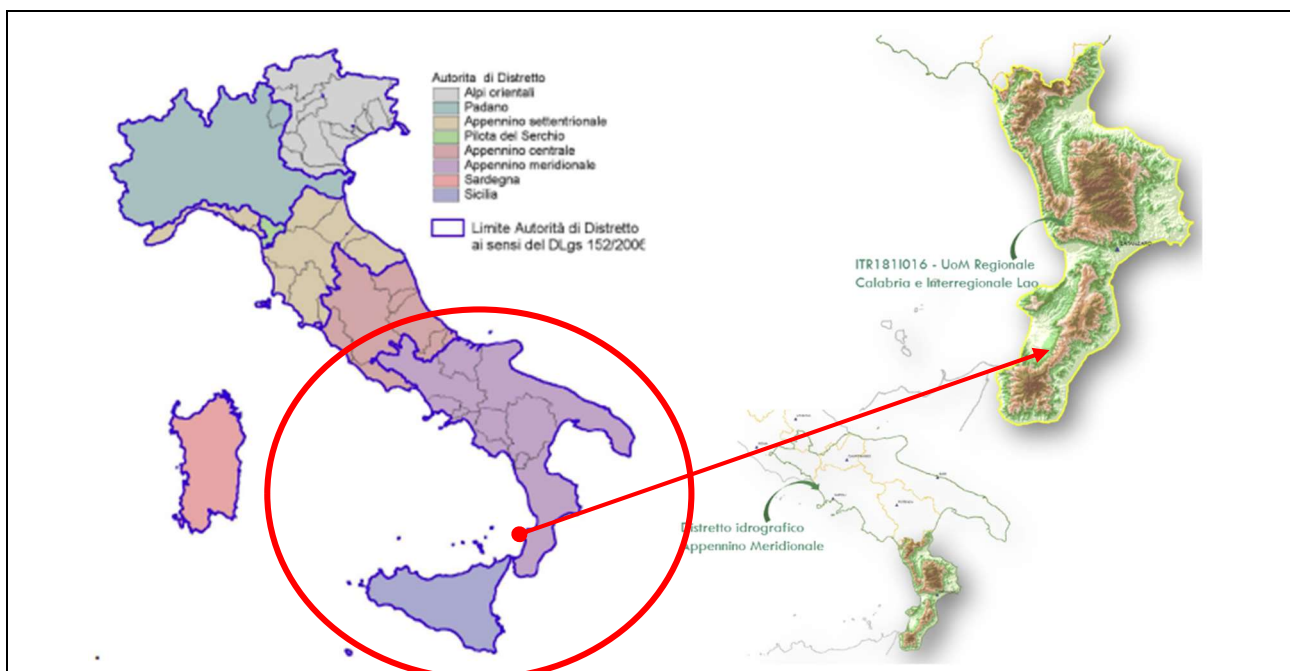 Autorita di Distretto
Alpi orientali
Padano
Appennino settentrionale
Pilota del Serchio
Appennino centrale
Appennino meridionale
Sardegna
Sicilia
Limite Autorità di Distretto
ai sensi del DLgs 152/2006
CATANZARO
ITR181I016 - UoM Regionale
Calabria e Interregionale Lao
Distretto idrografico
Appennino Meridionale